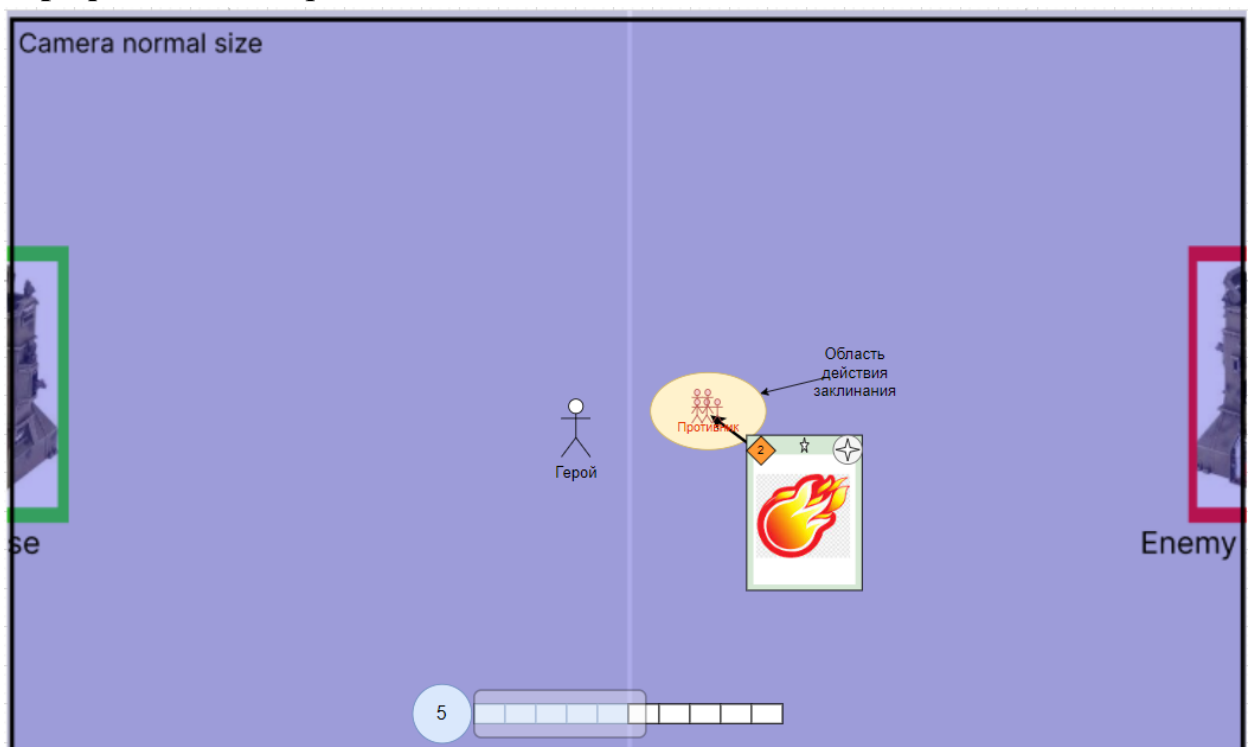 Camera normal size
Область
действия
заклинания
Противник
2
Герой
se
Enemy
5